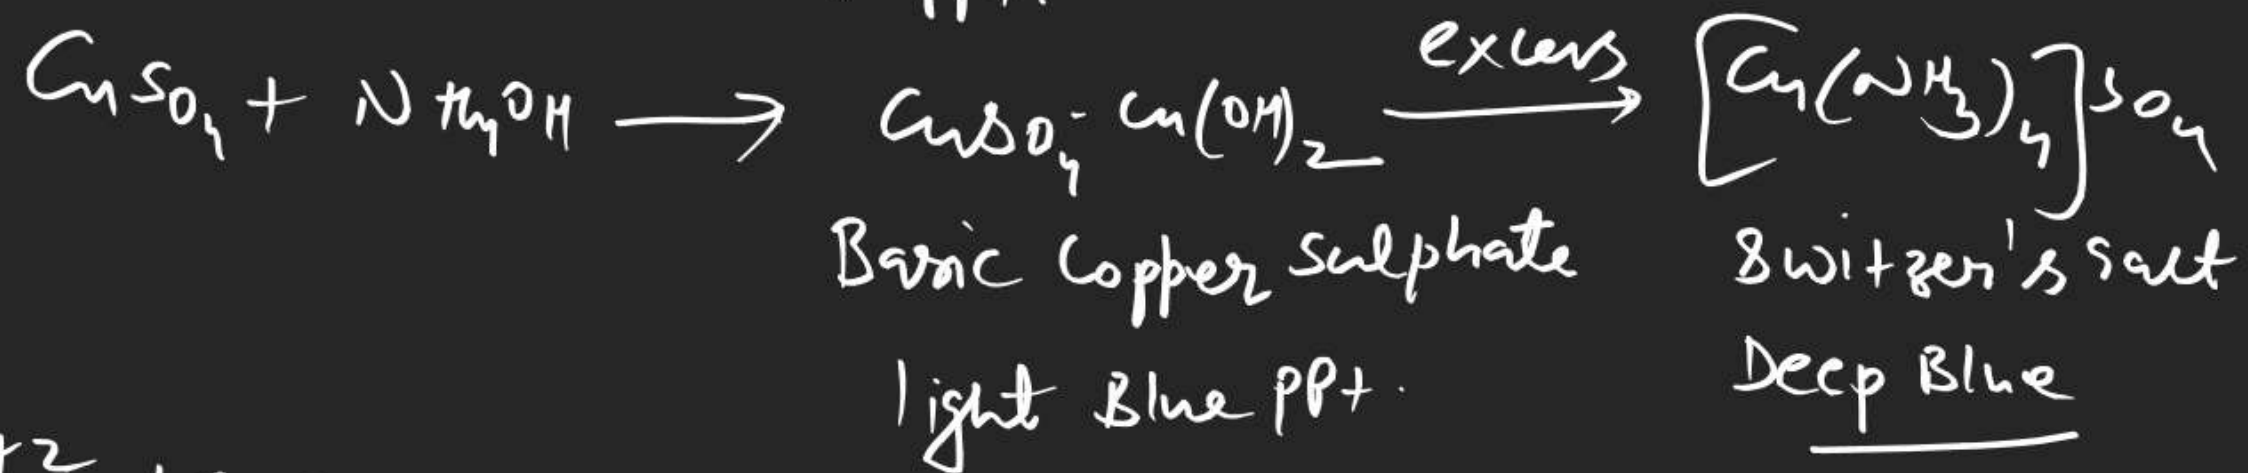 CuSO₄ + NH₄OH ⟶ CuSO₄·Cu(OH)₂ excess⟶ [Cu(NH₃)₄]SO₄
Basic Copper Sulphate Switzer's Salt
light Blue ppt. Deep Blue
+2